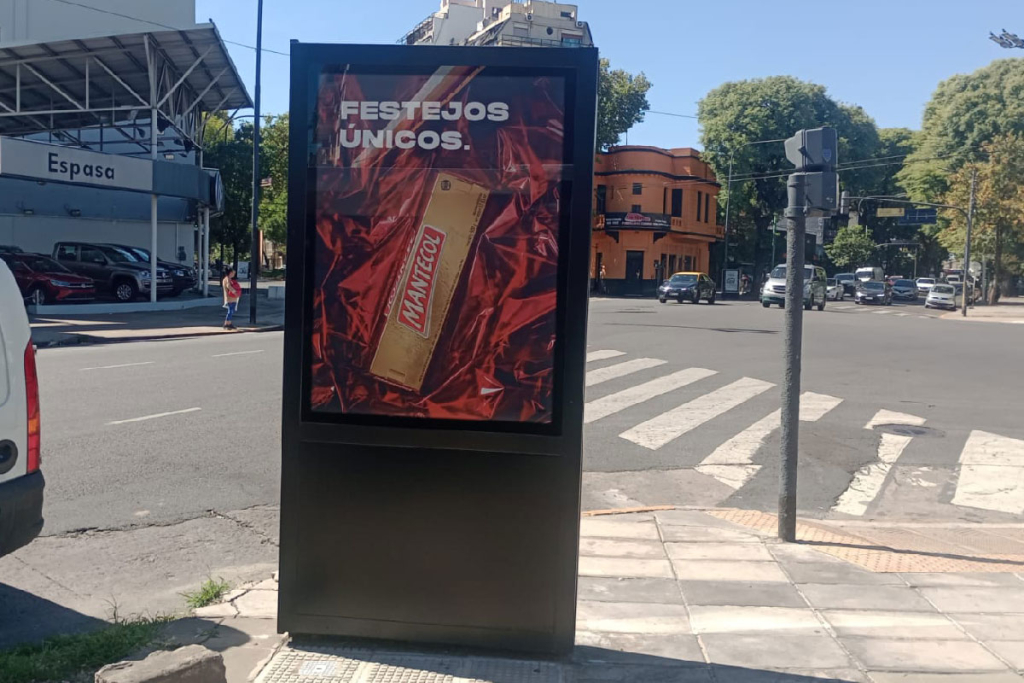 FESTEJOS
ÚNICOS.
MANTECOL
Espasa